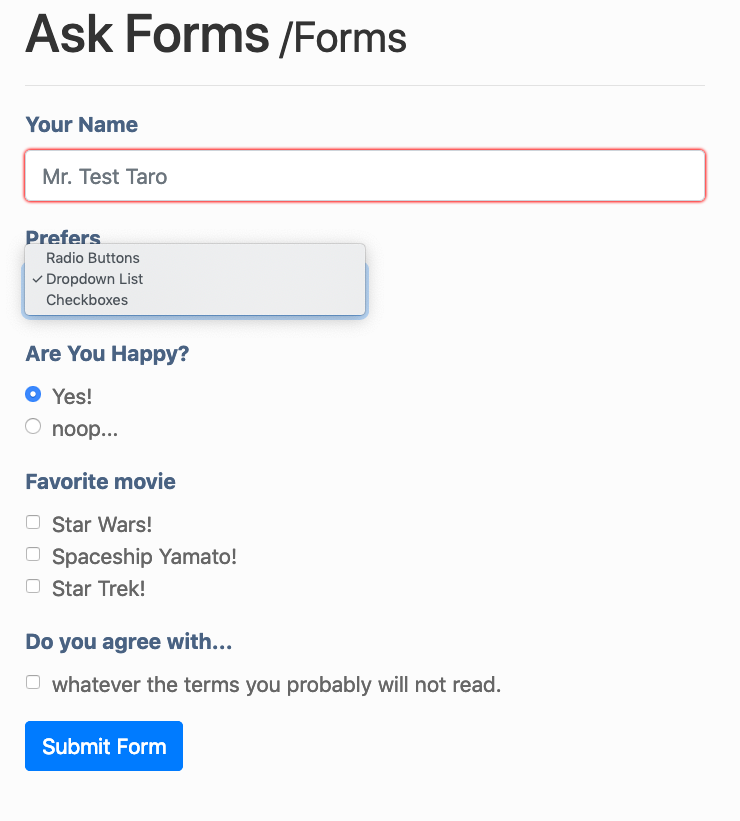 Ask Forms /Forms
Your Name
Mr. Test Taro
Prefers
Radio Buttons
✓ Dropdown List
Checkboxes
Are You Happy?
Yes!
noop...
Favorite movie
Star Wars!
Spaceship Yamato!
Star Trek!
Do you agree with...
whatever the terms you probably will not read.
Submit Form